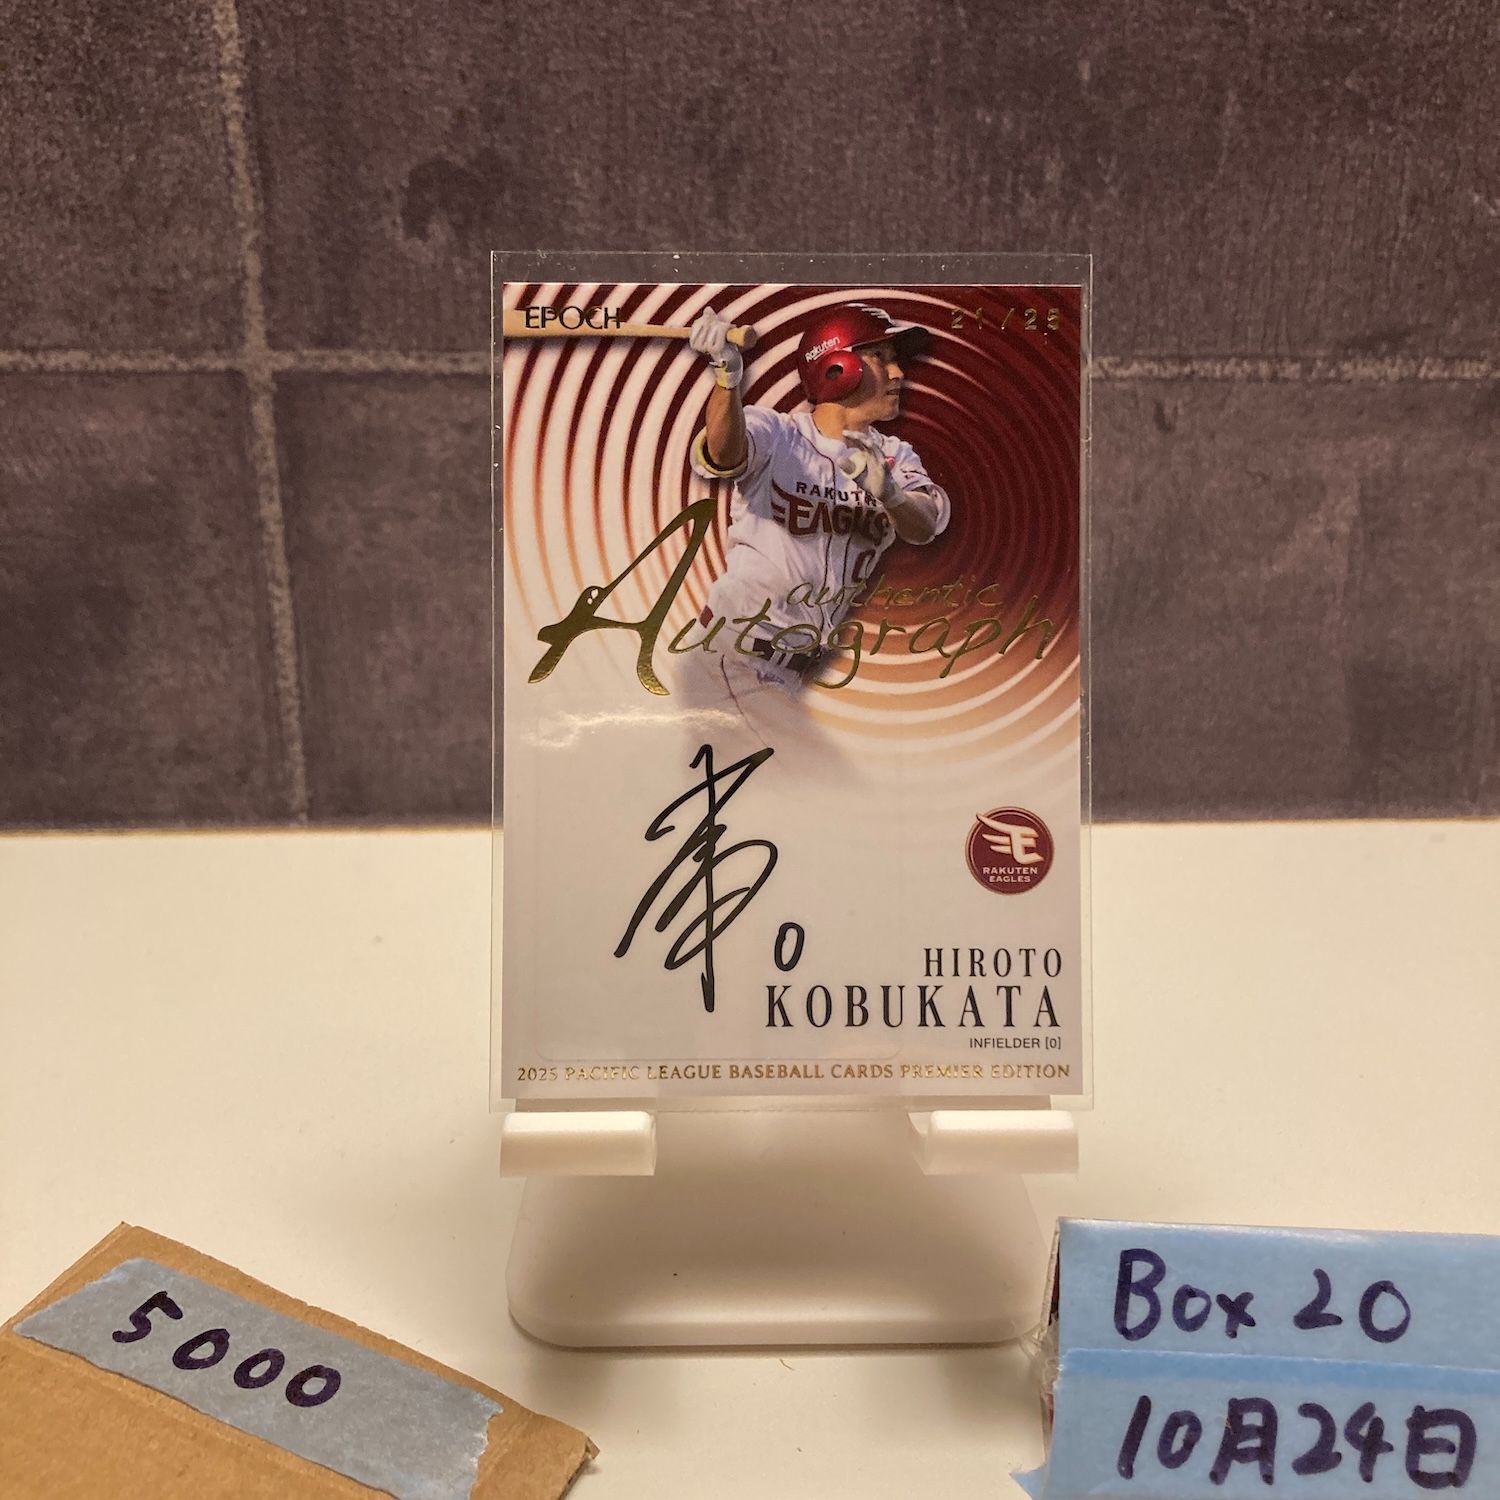 EPOCH
21/25
Rakuten
RAKUTEN
EAGLES
0
authentic
Autograph
RAKUTEN
EAGLES
0
HIROTO
KOBUKATA
INFIELDER [0]
2025 PACIFIC LEAGUE BASEBALL CARDS PREMIER EDITION
5000
Box 20
10月24日